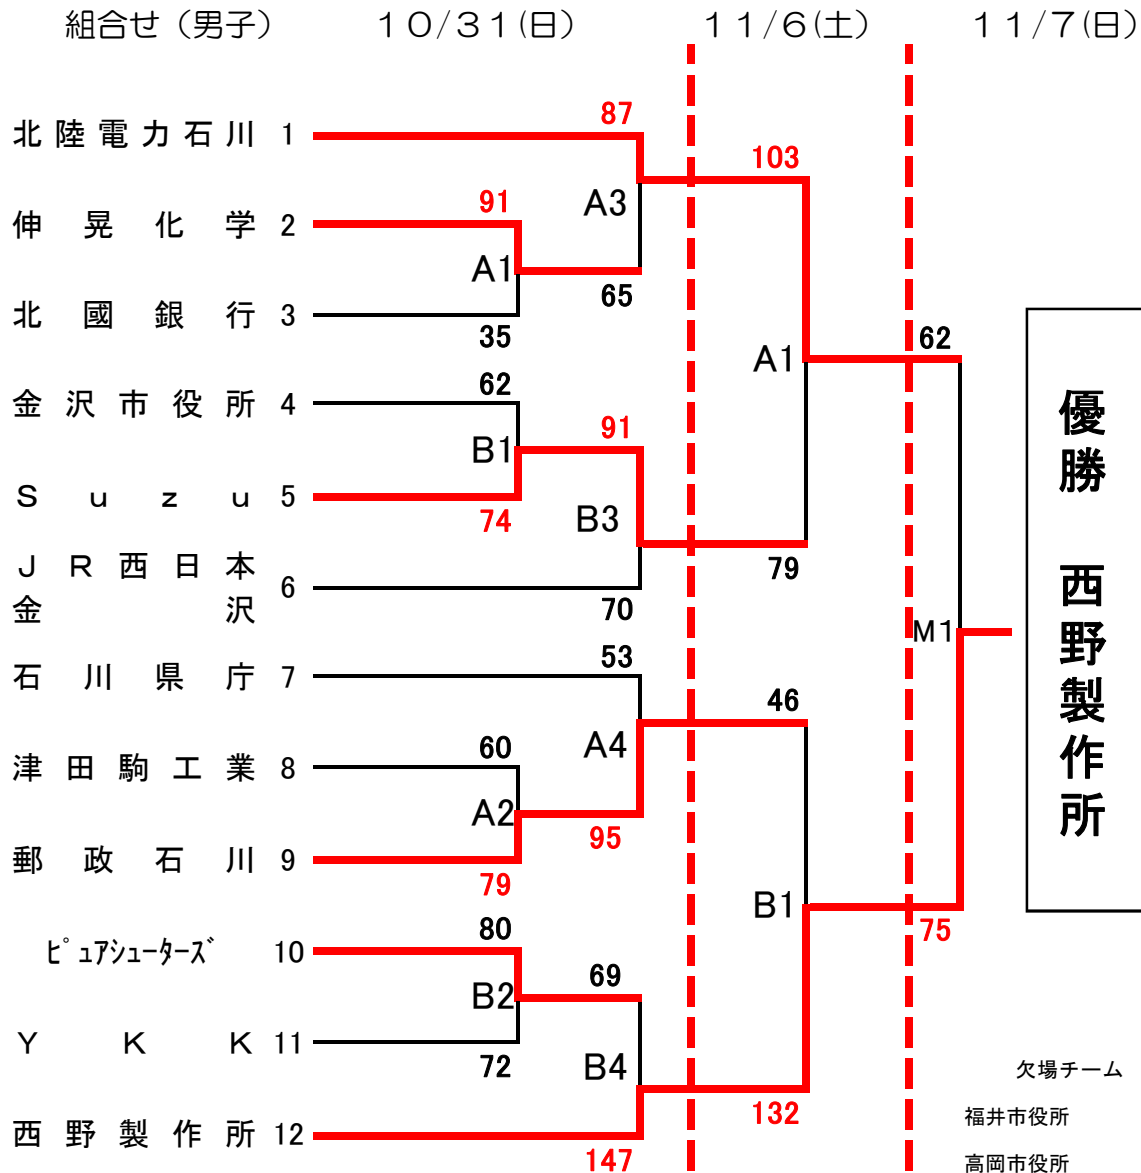 組合せ（男子） １０/３１(日) １１/６(土) １１/７(日)
87
北陸電力石川 1
103
91
A3
伸晃化学 2
A1
65
北國銀行 3
35
62
A1
62
金沢市役所 4
91
B1
Ｓｕｚｕ 5
74
B3
ＪＲ西日本
金沢 6
79
70
M1
53
石川県庁 7
46
60
A4
津田駒工業 8
A2
95
郵政石川 9
79
B1
80
75
ﾋﾟｭｱｼｭｰﾀｰｽﾞ 10
69
B2
ＹＫＫ 11
72
B4
132
西野製作所 12
147
優勝 西野製作所
欠場チーム
福井市役所
高岡市役所